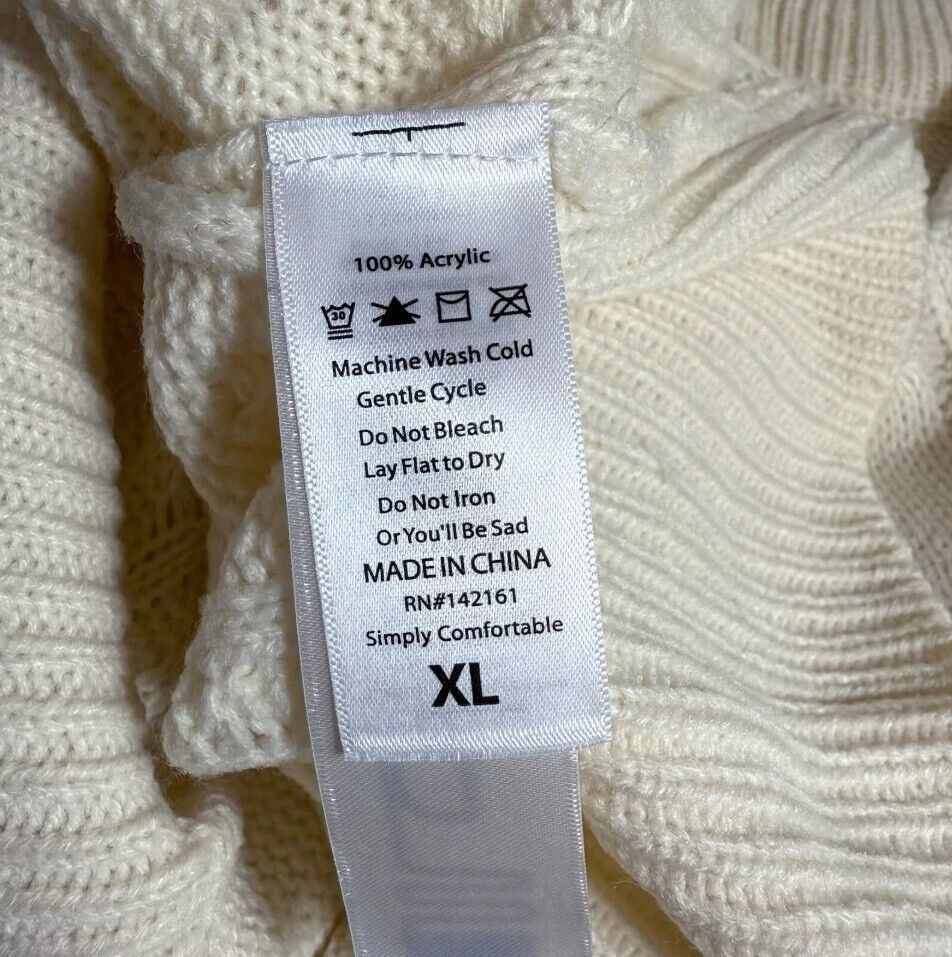 100% Acrylic
30
Machine Wash Cold
Gentle Cycle
Do Not Bleach
Lay Flat to Dry
Do Not Iron
Or You'll Be Sad
MADE IN CHINA
RN#142161
Simply Comfortable
XL